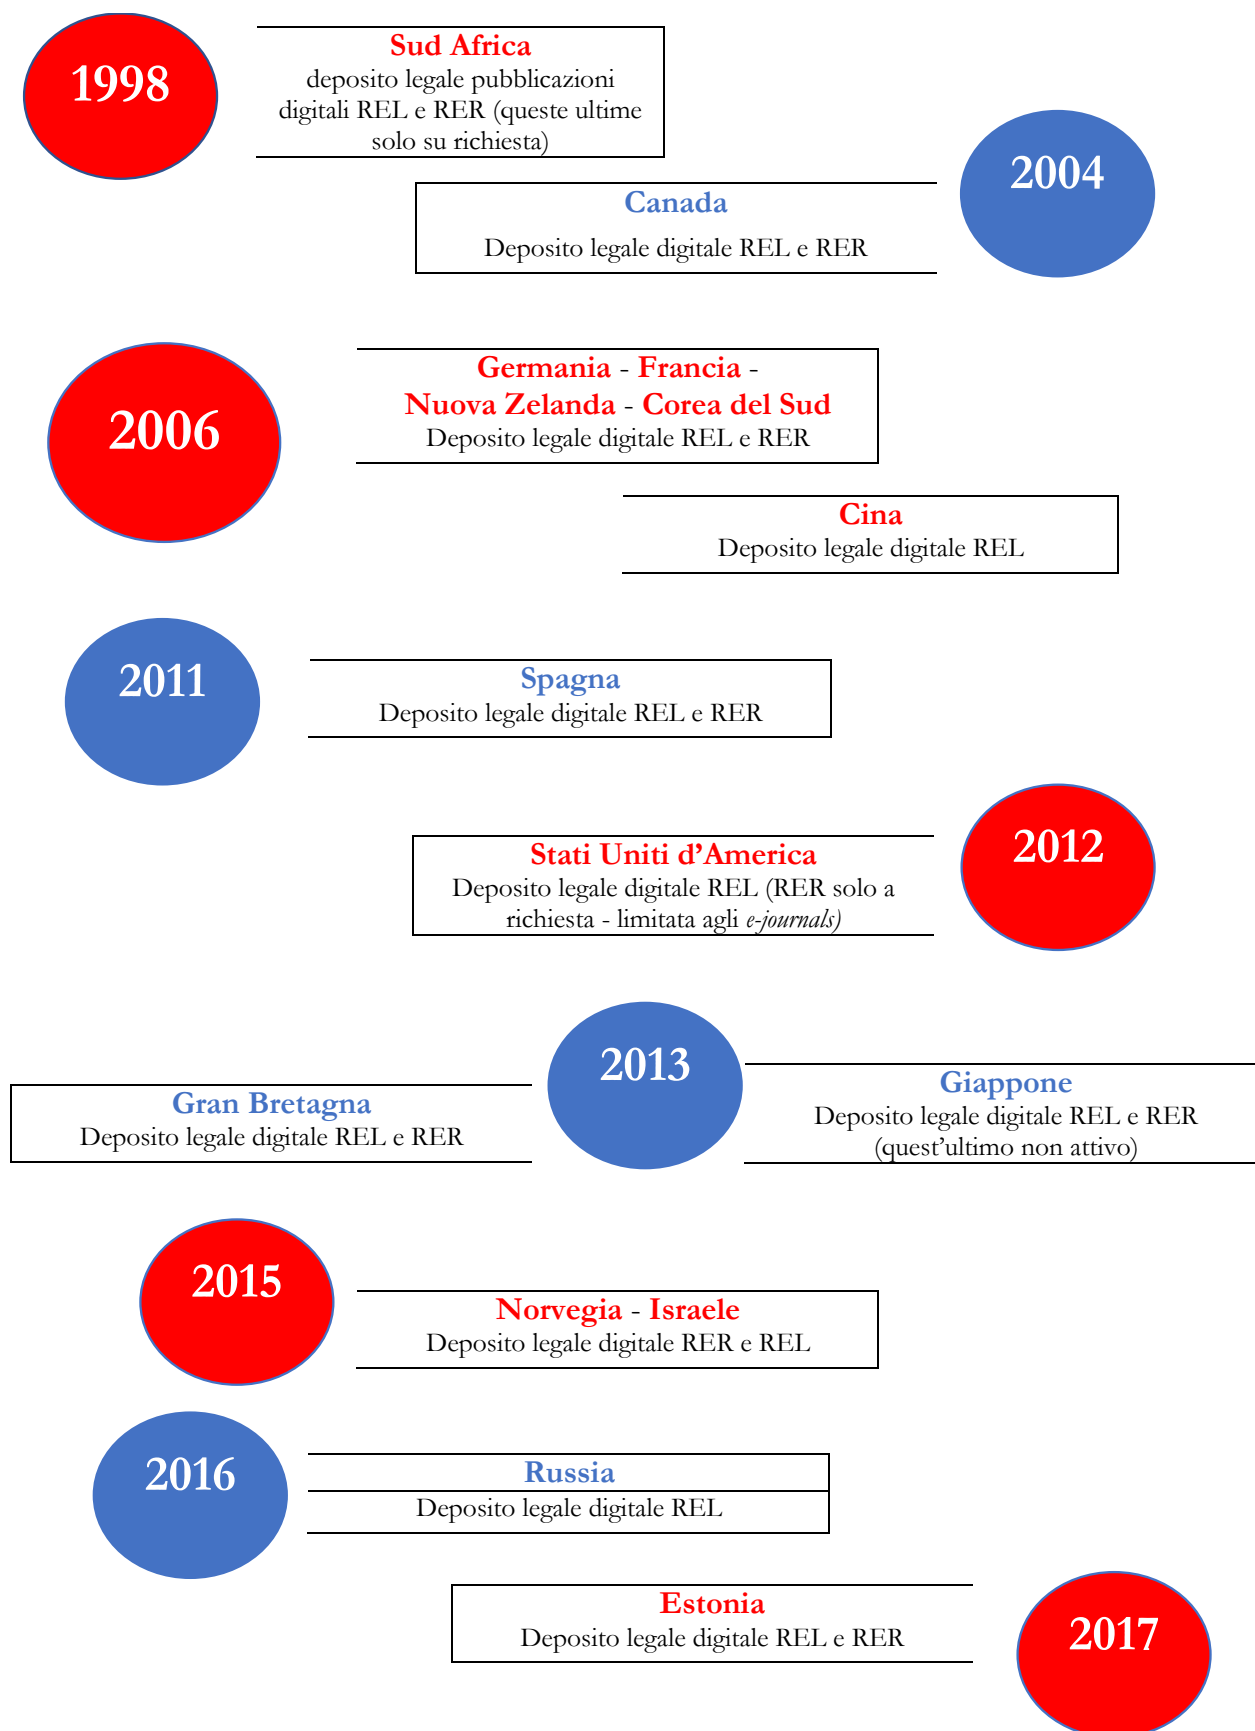 1998
Sud Africa
deposito legale pubblicazioni
digitali REL e RER (queste ultime
solo su richiesta)
2004
Canada
Deposito legale digitale REL e RER
2006
Germania - Francia -
Nuova Zelanda - Corea del Sud
Deposito legale digitale REL e RER
Cina
Deposito legale digitale REL
2011
Spagna
Deposito legale digitale REL e RER
2012
Stati Uniti d’America
Deposito legale digitale REL (RER solo a
richiesta - limitata agli e-journals)
2013
Gran Bretagna
Deposito legale digitale REL e RER
Giappone
Deposito legale digitale REL e RER
(quest’ultimo non attivo)
2015
Norvegia - Israele
Deposito legale digitale RER e REL
2016
Russia
Deposito legale digitale REL
Estonia
Deposito legale digitale REL e RER
2017